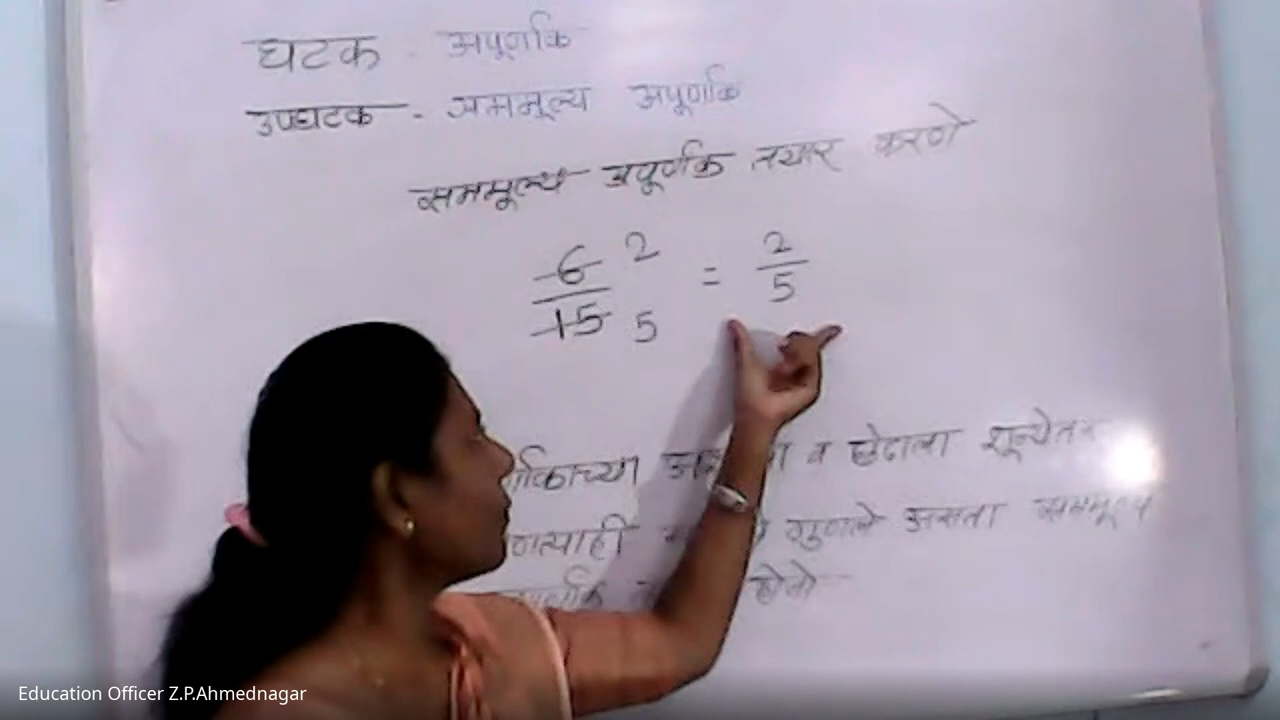 घटक - अपूर्णांक
उपघटक - सममूल्य अपूर्णांक
सममूल्य अपूर्णांक तयार करणे
6 2 = 2
15 5 5
व छेदाला शून्येतर
गुणले असता सममूल्य
होतो
Education Officer Z.P.Ahmednagar